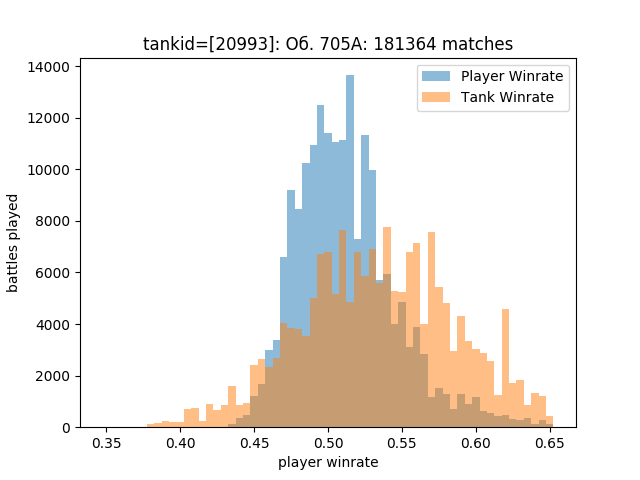 tankid=[20993]: Об. 705А: 181364 matches
Player Winrate
Tank Winrate
14000
12000
10000
8000
6000
4000
2000
0
battles played
0.35 0.40 0.45 0.50 0.55 0.60 0.65
player winrate